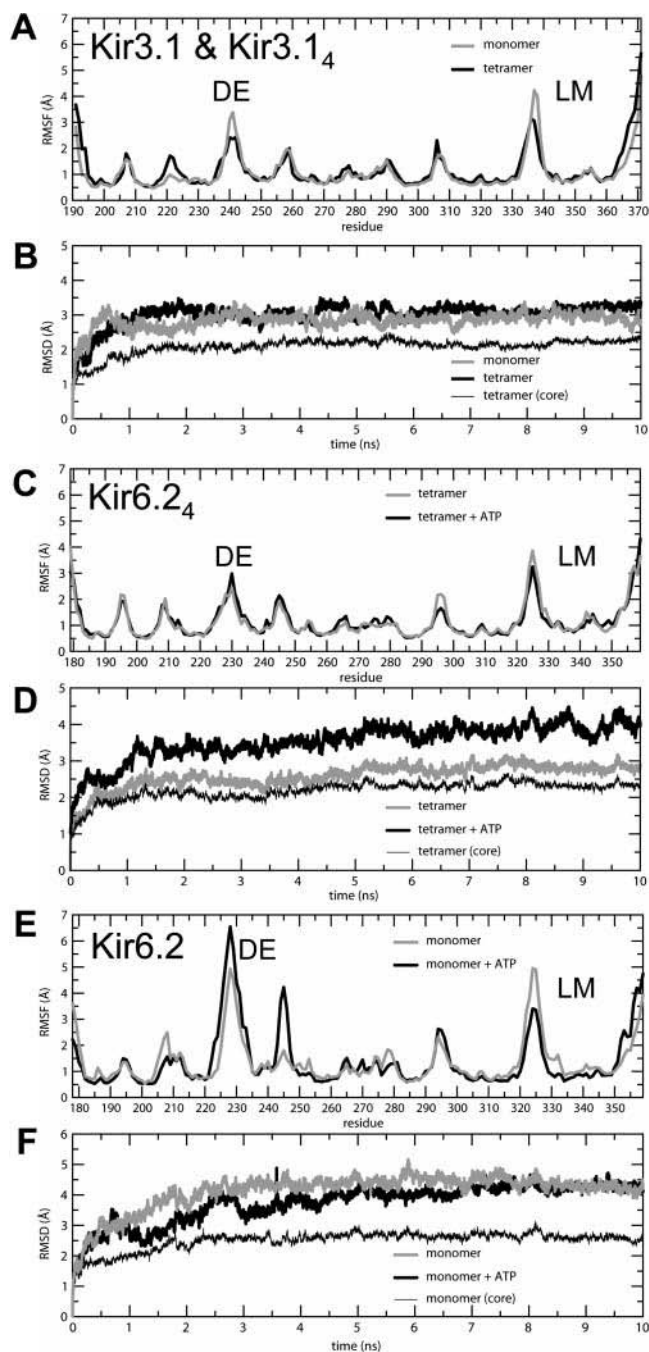 A
Kir3.1 & Kir3.1₄
monomer
tetramer
DE
LM
RMSF (Å)
7
6
5
4
3
2
1
0
190 200 210 220 230 240 250 260 270 280 290 300 310 320 330 340 350 360 370
residue
B
RMSD (Å)
5
4
3
2
1
0
monomer
tetramer
tetramer (core)
0 1 2 3 4 5 6 7 8 9 10
time (ns)
C
Kir6.2₄
tetramer
tetramer + ATP
DE
LM
RMSF (Å)
7
6
5
4
3
2
1
0
179 190 200 210 220 230 240 250 260 270 280 290 300 310 320 330 340 350
residue
D
RMSD (Å)
5
4
3
2
1
0
tetramer
tetramer + ATP
tetramer (core)
0 1 2 3 4 5 6 7 8 9 10
time (ns)
E
Kir6.2
monomer
monomer + ATP
DE
LM
RMSF (Å)
7
6
5
4
3
2
1
0
179 190 200 210 220 230 240 250 260 270 280 290 300 310 320 330 340 350
residue
F
RMSD (Å)
6
5
4
3
2
1
0
monomer
monomer + ATP
monomer (core)
0 1 2 3 4 5 6 7 8 9 10
time (ns)